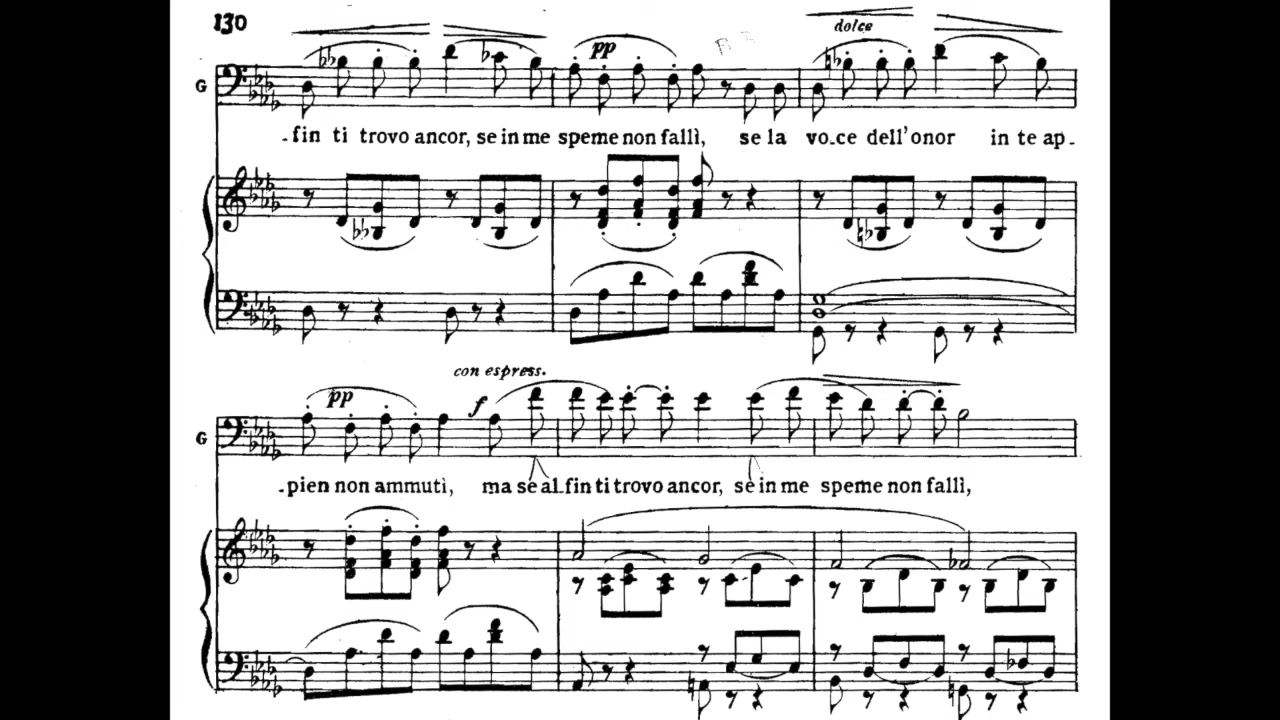 130
dolce
pp
G
-fin ti trovo ancor, se in me speme non fallì, se la vo-ce dell'onor in te ap-
con espress.
pp f
G
-pien non ammutì, ma se al fin ti trovo ancor, se in me speme non fallì,